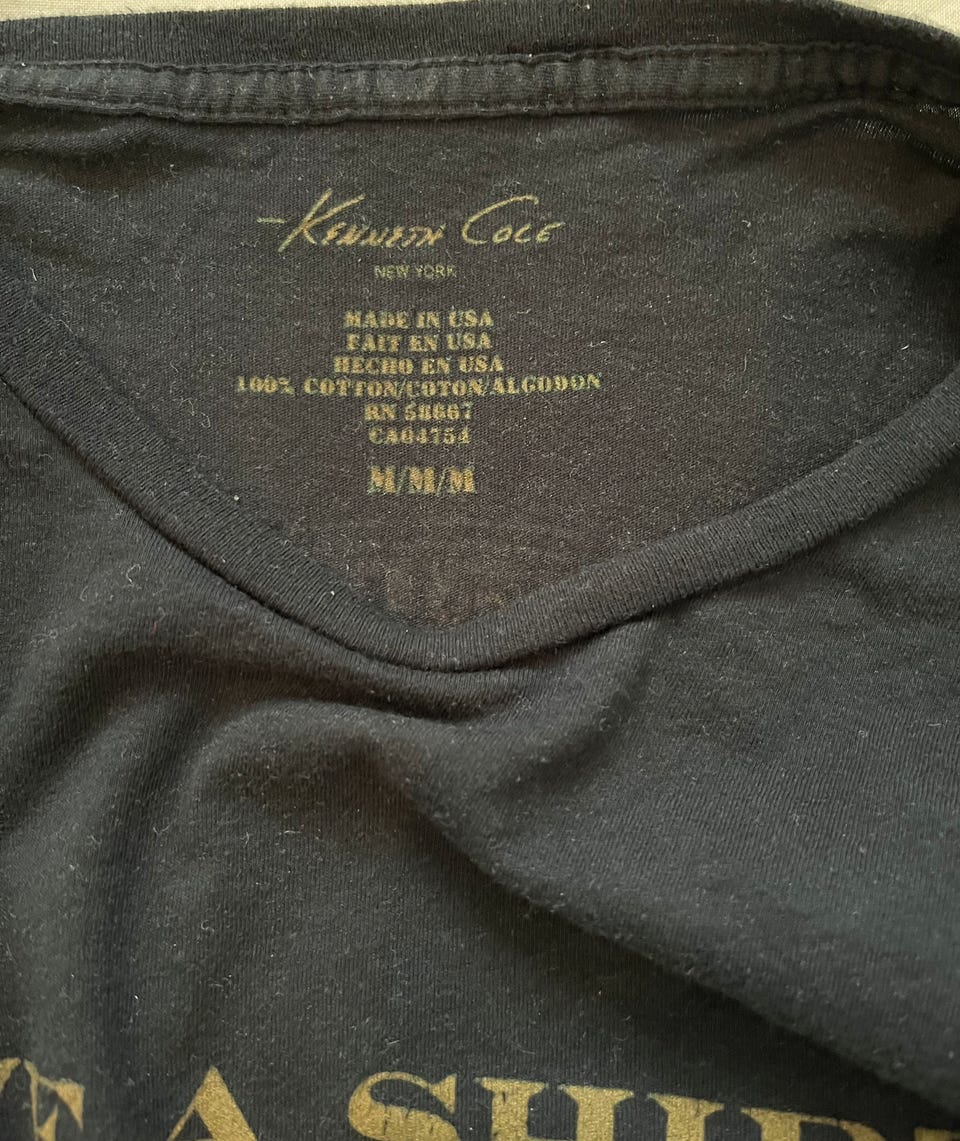 -Kenneth Cole
NEW YORK
MADE IN USA
FAIT EN USA
HECHO EN USA
100% COTTON/COTON/ALGODON
RN 58667
CA04754
M/M/M
A